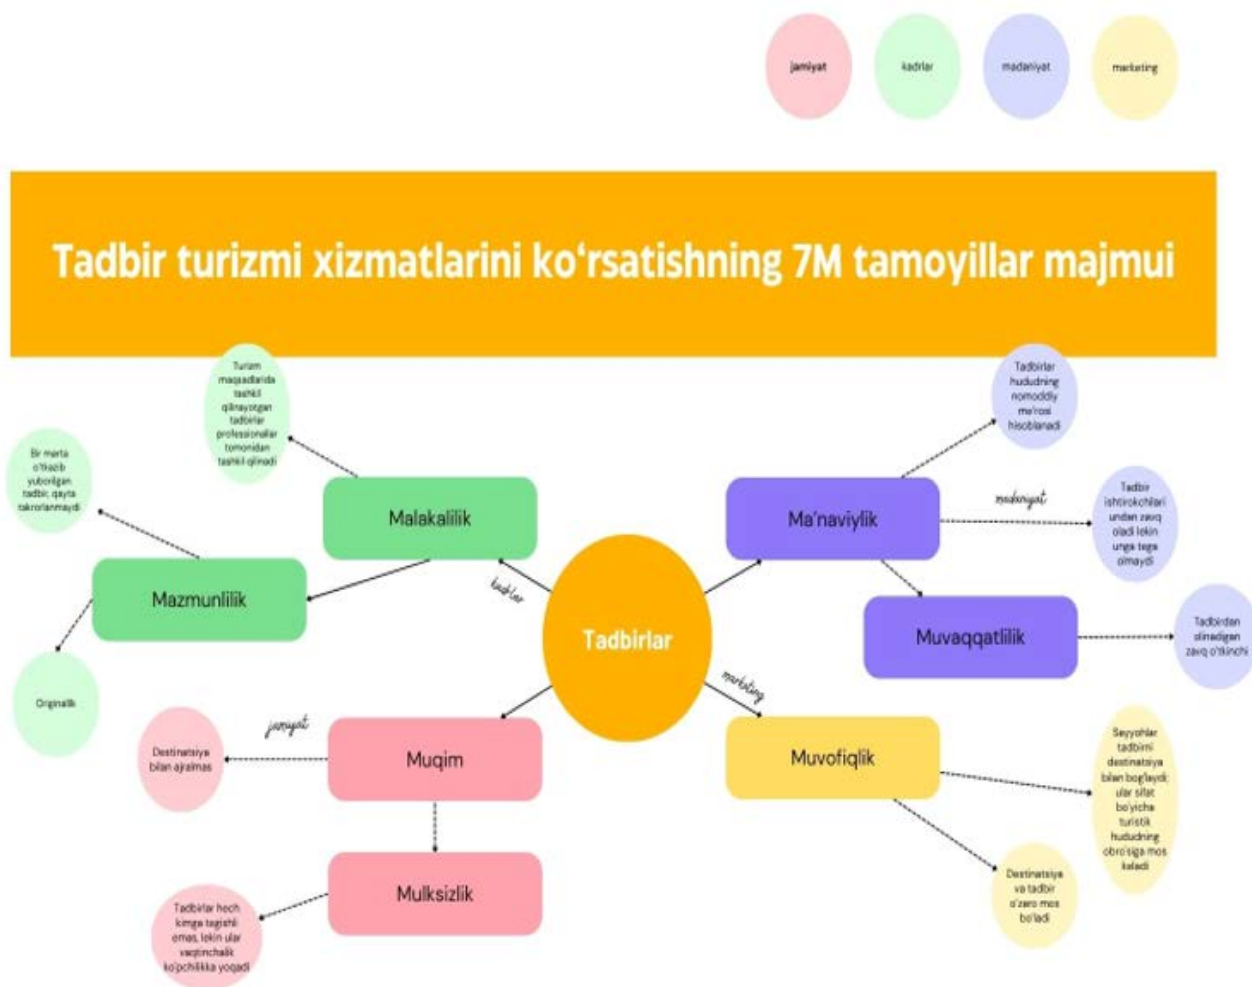 jamiyat
kadrlar
madaniyat
marketing
Tadbir turizmi xizmatlarini ko‘rsatishning 7M tamoyillar majmui
Turizm
maqsadlarida
tashkil
qilinayotgan
tadbirlar
professionallar
tomonidan
tashkil qilinadi
Bir marta
o'tkazib
yuborilgan
tadbir, qayta
takrorlanmaydi
Malakalilik
Mazmunlilik
Originallik
kadrlar
Tadbirlar
Tadbirlar
hududning
nomoddiy
me'rosi
hisoblanadi
Ma'naviylik
madaniyat
Tadbir
ishtirokchilari
undan zavq
oladi lekin
unga tega
olmaydi
Muvaqqatlilik
Tadbirdan
olinadigan
zavq o'tkinchi
jamiyat
Destinatsiya
bilan ajralmas
Muqim
Mulksizlik
Tadbirlar hech
kimga tegishli
emas, lekin ular
vaqtinchalik
ko'pchilikka yoqadi
marketing
Muvofiqlik
Sayyohlar
tadbirni
destinatsiya
bilan bog'laydi;
ular sifat
bo'yicha
turistik
hududning
obro'siga mos
keladi
Destinatsiya
va tadbir
o'zaro mos
bo'ladi